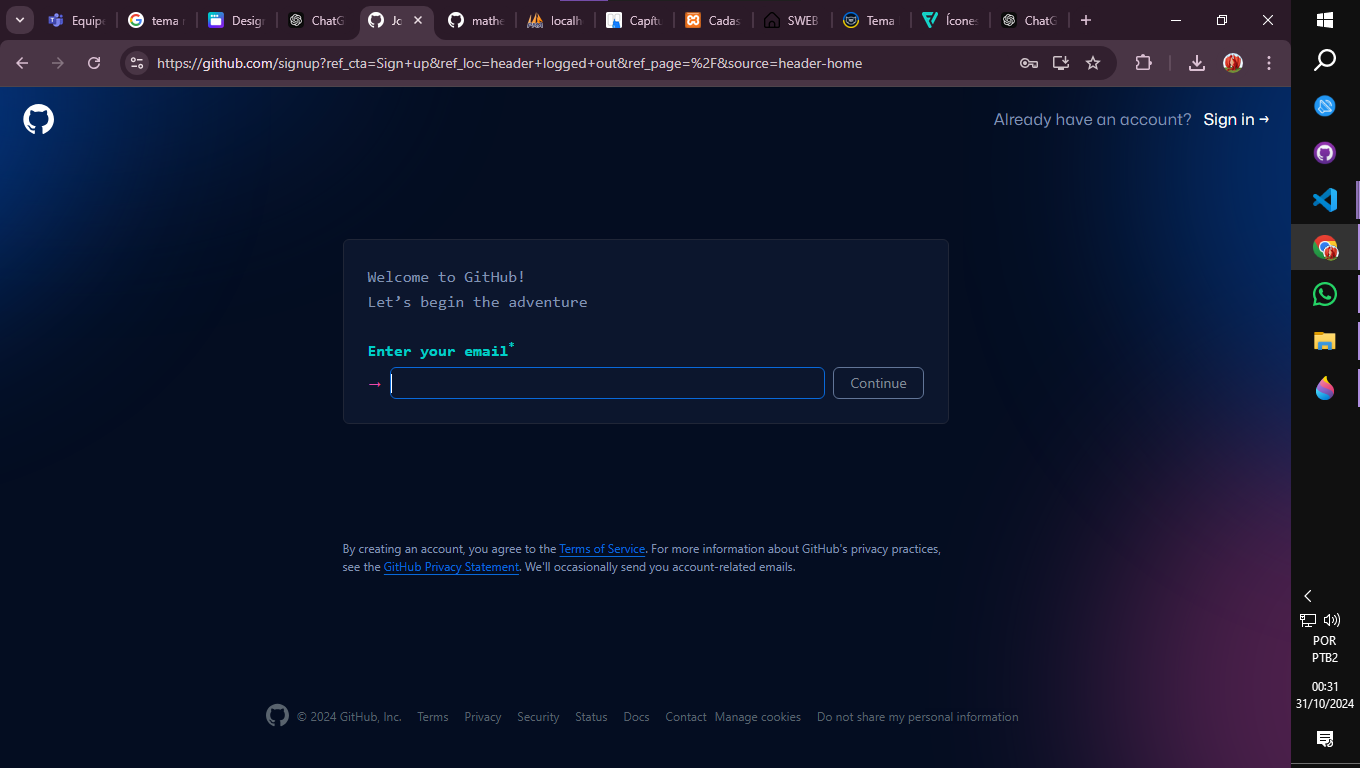 Equipe
tema r
Design
ChatG
Jo
mathe
localh
Capítu
Cadas
SWEB
Tema
Ícones
ChatG
https://github.com/signup?ref_cta=Sign+up&ref_loc=header+logged+out&ref_page=%2F&source=header-home
Already have an account? Sign in →
Welcome to GitHub!
Let’s begin the adventure
Enter your email*
→
Continue
By creating an account, you agree to the Terms of Service. For more information about GitHub's privacy practices,
see the GitHub Privacy Statement. We'll occasionally send you account-related emails.
© 2024 GitHub, Inc. Terms Privacy Security Status Docs Contact Manage cookies Do not share my personal information
POR
PTB2
00:31
31/10/2024